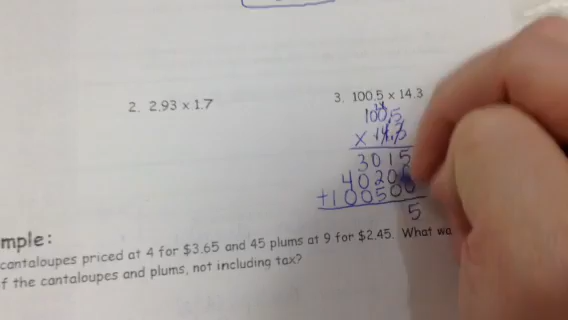 2. 2.93 x 1.7
3. 100.5 x 14.3
100.5
x 14.3
3015
4020
+100500
5
mple:
cantaloupes priced at 4 for $3.65 and 45 plums at 9 for $2.45. What wa
f the cantaloupes and plums, not including tax?